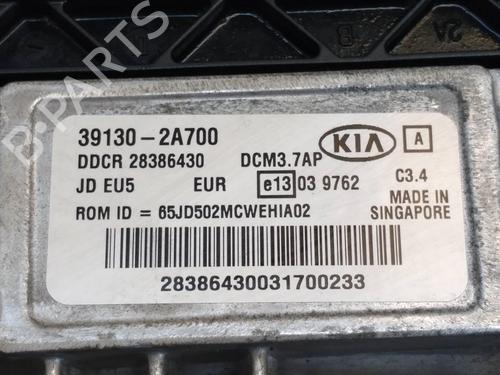 B-Parts
39130-2A700
KIA
A
DDCR 28386430 DCM3.7AP
JD EU5 EUR e13 03 9762 C3.4
ROM ID = 65JD502MCWEHIA02
MADE IN
SINGAPORE
28386430031700233